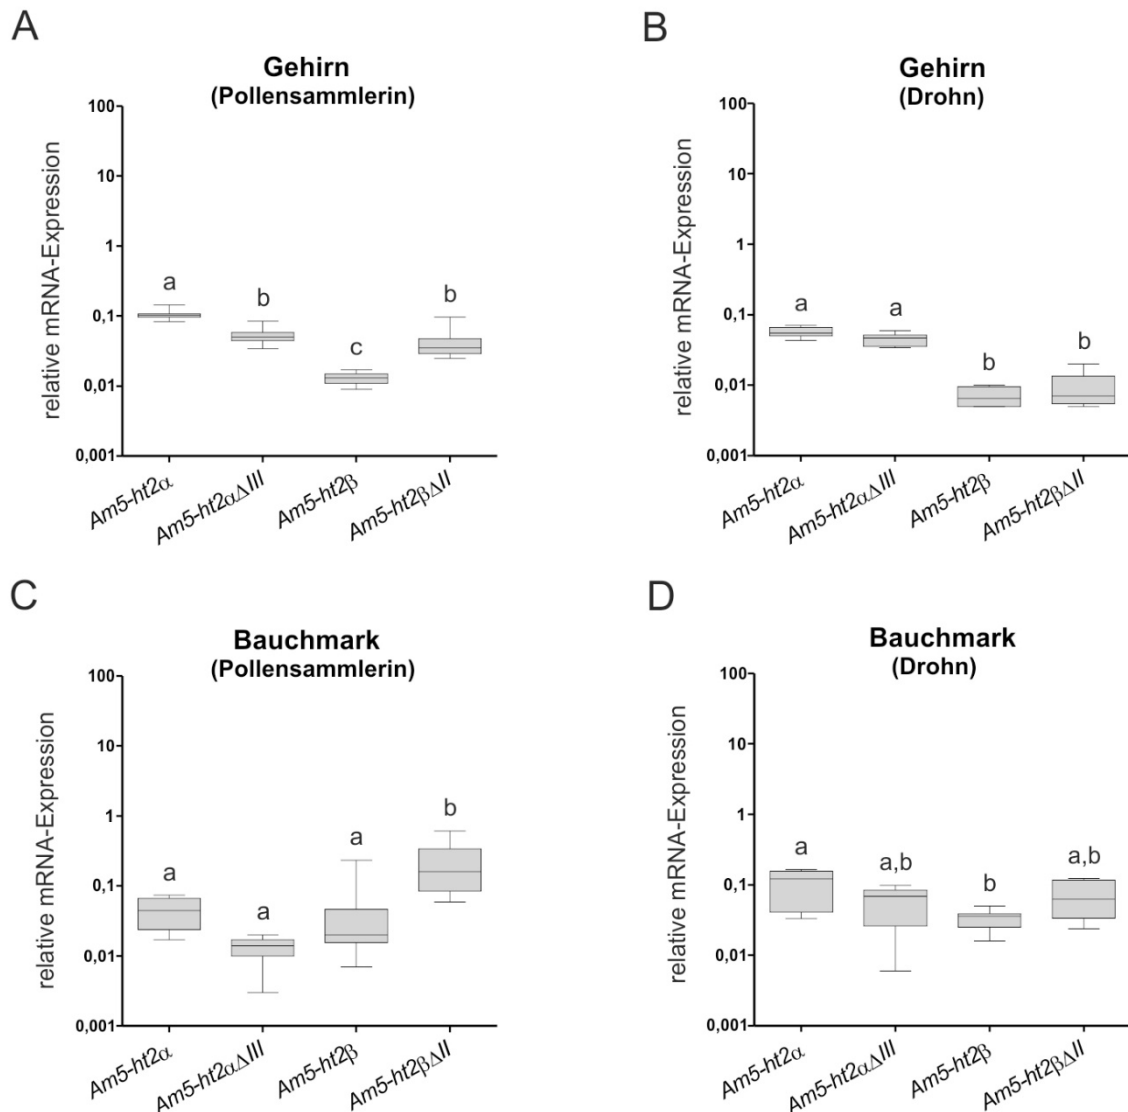 A
Gehirn
(Pollensammlerin)
relative mRNA-Expression
100
10
1
0,1
0,01
0,001
a
b
c
b
Am5-ht2α
Am5-ht2αΔIII
Am5-ht2β
Am5-ht2βΔII
B
Gehirn
(Drohn)
relative mRNA-Expression
100
10
1
0,1
0,01
0,001
a
a
b
b
Am5-ht2α
Am5-ht2αΔIII
Am5-ht2β
Am5-ht2βΔII
C
Bauchmark
(Pollensammlerin)
relative mRNA-Expression
100
10
1
0,1
0,01
0,001
a
a
a
b
Am5-ht2α
Am5-ht2αΔIII
Am5-ht2β
Am5-ht2βΔII
D
Bauchmark
(Drohn)
relative mRNA-Expression
100
10
1
0,1
0,01
0,001
a
a,b
b
a,b
Am5-ht2α
Am5-ht2αΔIII
Am5-ht2β
Am5-ht2βΔII